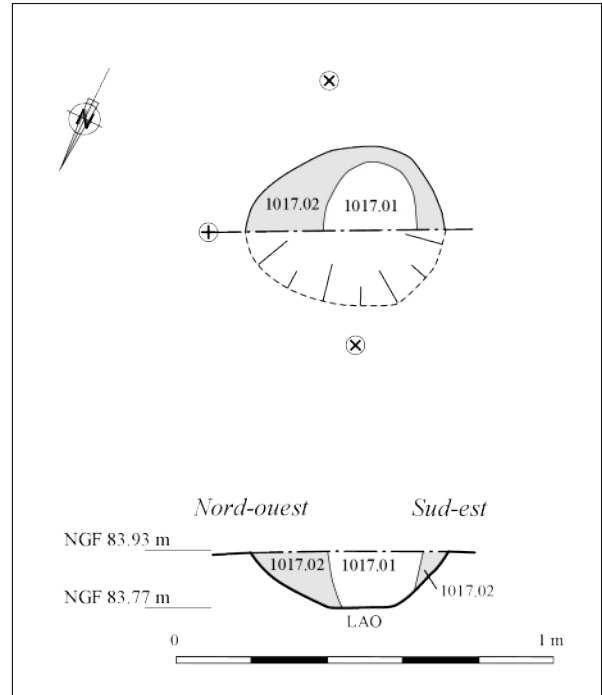 N
1017.02 1017.01
Nord-ouest Sud-est
NGF 83.93 m
1017.02 1017.01
1017.02
NGF 83.77 m
LAO
0 1 m